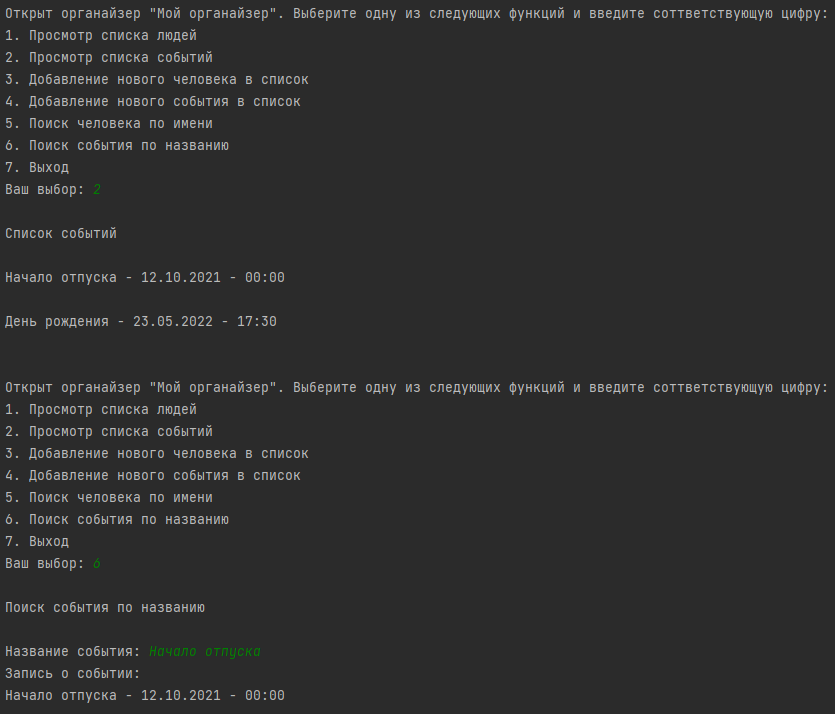 Открыт органайзер "Мой органайзер". Выберите одну из следующих функций и введите соттветствующую цифру:
1. Просмотр списка людей
2. Просмотр списка событий
3. Добавление нового человека в список
4. Добавление нового события в список
5. Поиск человека по имени
6. Поиск события по названию
7. Выход
Ваш выбор: 2
Список событий
Начало отпуска - 12.10.2021 - 00:00
День рождения - 23.05.2022 - 17:30
Открыт органайзер "Мой органайзер". Выберите одну из следующих функций и введите соттветствующую цифру:
1. Просмотр списка людей
2. Просмотр списка событий
3. Добавление нового человека в список
4. Добавление нового события в список
5. Поиск человека по имени
6. Поиск события по названию
7. Выход
Ваш выбор: 6
Поиск события по названию
Название события: Начало отпуска
Запись о событии:
Начало отпуска - 12.10.2021 - 00:00